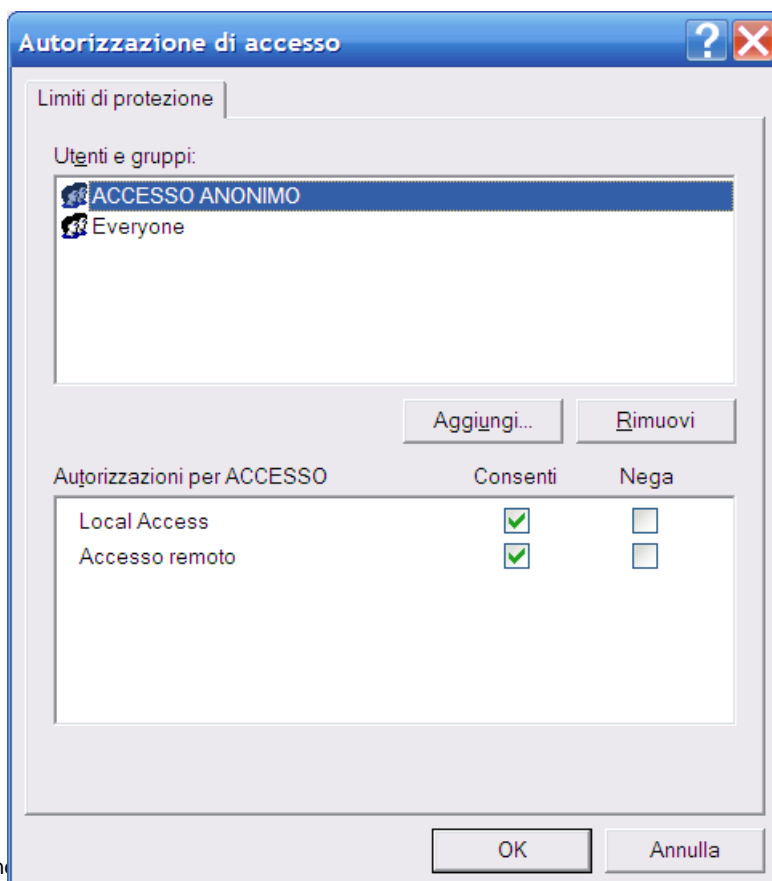 Autorizzazione di accesso
Limiti di protezione
Utenti e gruppi:
ACCESSO ANONIMO
Everyone
Aggiungi... Rimuovi
Autorizzazioni per ACCESSO Consenti Nega
Local Access
Accesso remoto
OK Annulla